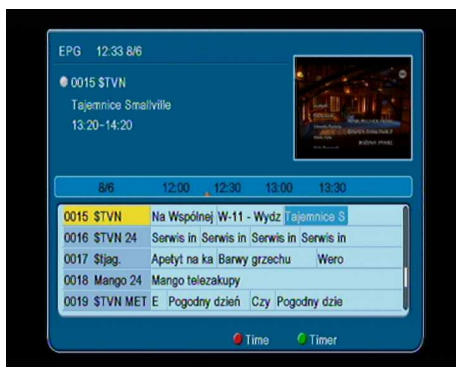 EPG 12:33 8/6
0015 $TVN
Tajemnice Smallville
13:20-14:20
8/6 12:00 12:30 13:00 13:30
0015 $TVN Na Wspólnej W-11 - Wydz Tajemnice S
0016 $TVN 24 Serwis in Serwis in Serwis in Serwis in
0017 $tjag. Apetyt na ka Barwy grzechu Wero
0018 Mango 24 Mango telezakupy
0019 $TVN MET E Pogodny dzień Czy Pogodny dzie
Time Timer